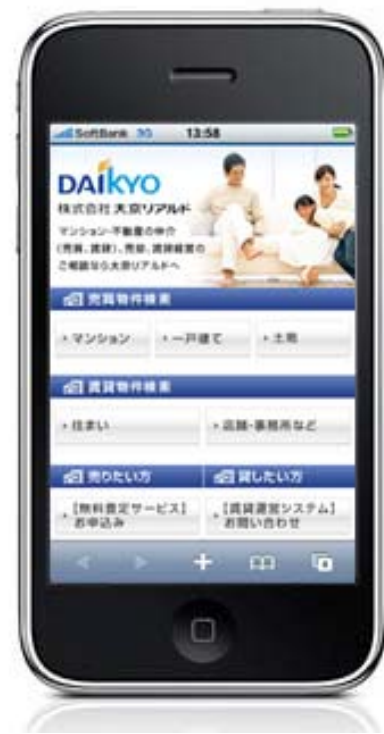 SoftBank 3G 13:58
DAIKYO
株式会社 大京リアルド
マンション・不動産の仲介
(売買、賃貸)、売却、賃貸経営の
ご相談なら大京リアルドへ
売買物件検索
マンション
一戸建て
土地
賃貸物件検索
住まい
店舗・事務所など
売りたい方
貸したい方
【無料査定サービス】
お申込み
【賃貸運営システム】
お問い合わせ